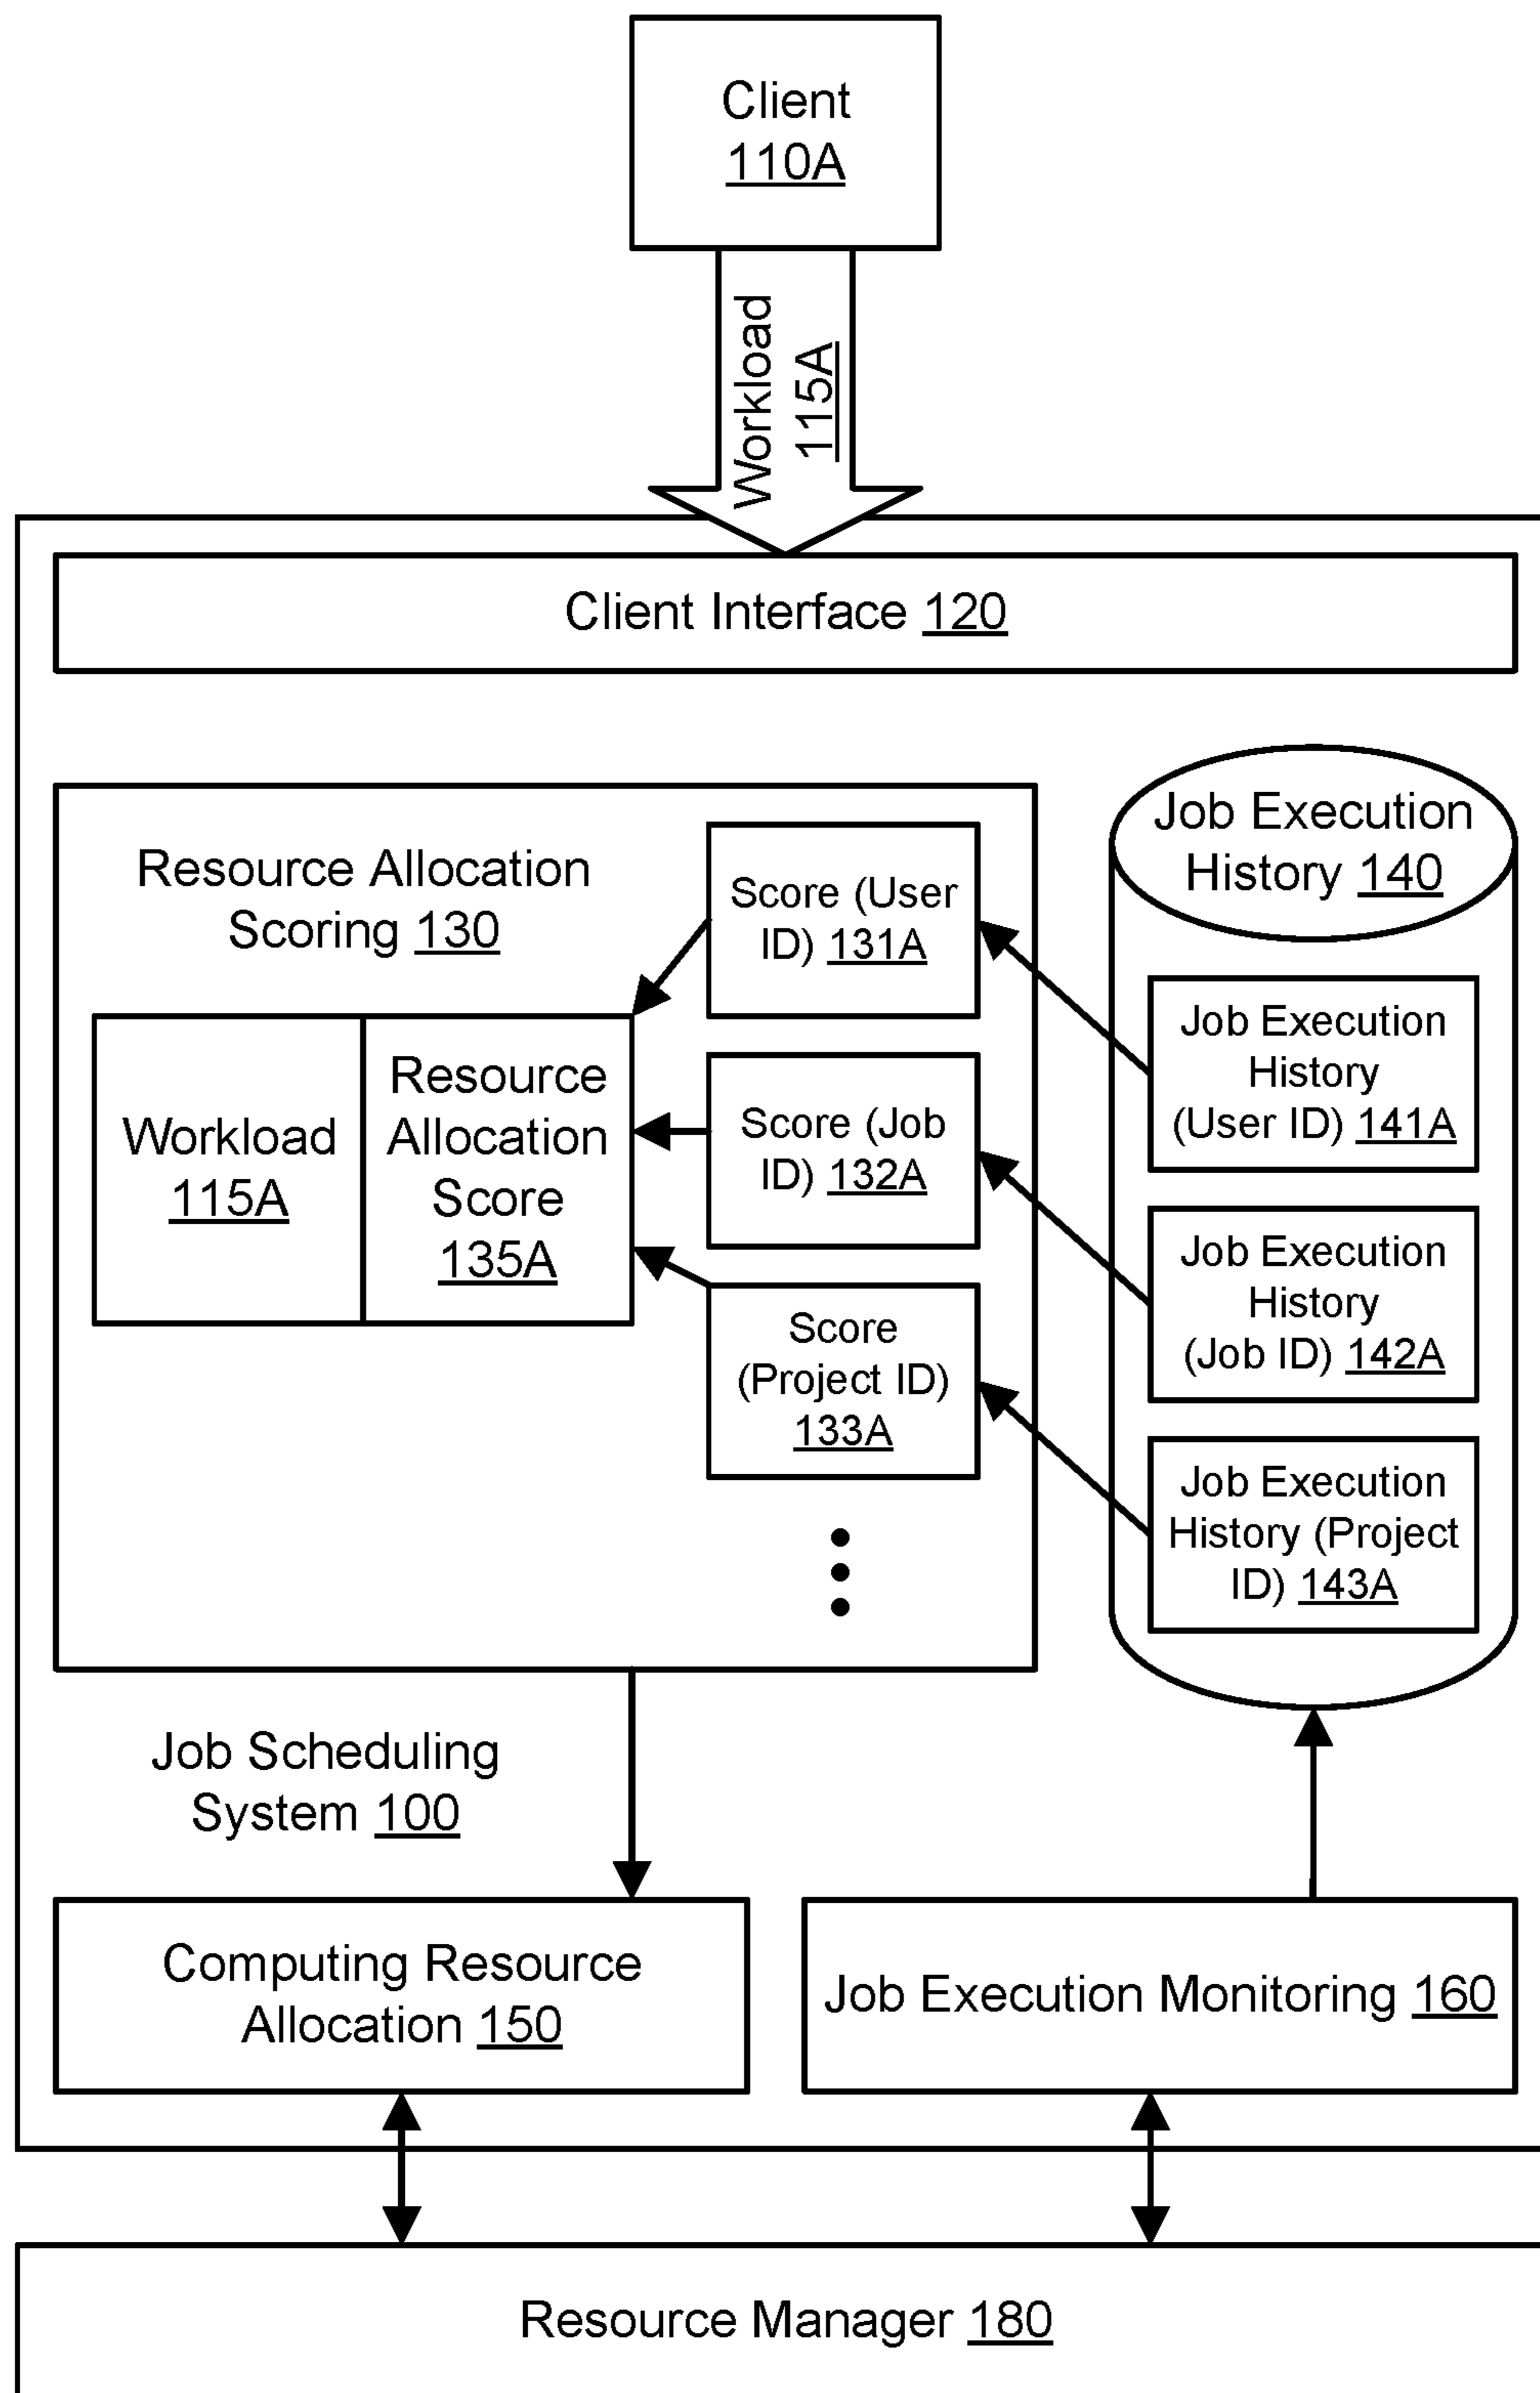 Client
110A
Workload
115A
Client Interface 120
Resource Allocation
Scoring 130
Workload
115A
Resource
Allocation
Score
135A
Score (User
ID) 131A
Score (Job
ID) 132A
Score
(Project ID)
133A
Job Execution
History 140
Job Execution
History
(User ID) 141A
Job Execution
History
(Job ID) 142A
Job Execution
History (Project
ID) 143A
Job Scheduling
System 100
Computing Resource
Allocation 150
Job Execution Monitoring 160
Resource Manager 180